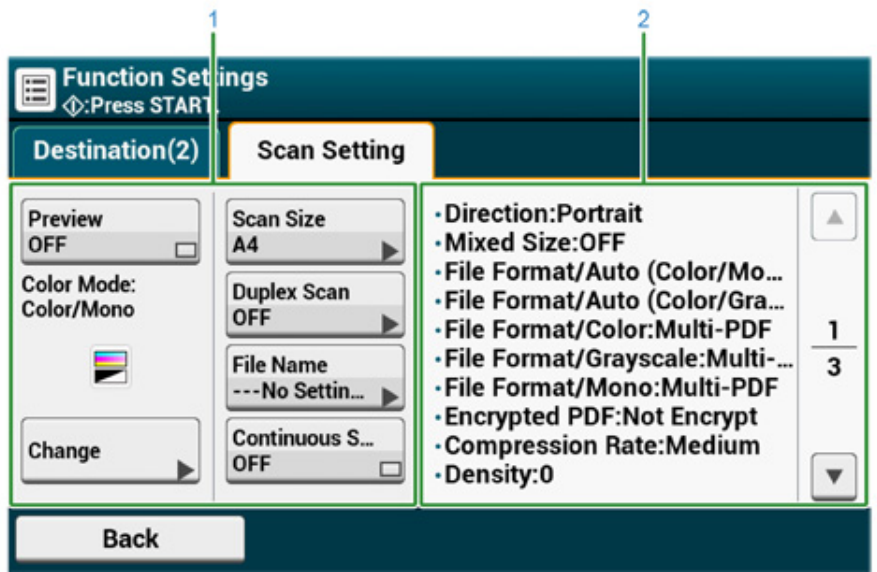 1
2
Function Settings
:Press START.
Destination(2)
Scan Setting
Preview
OFF
Color Mode:
Color/Mono
Change
Scan Size
A4
Duplex Scan
OFF
File Name
---No Settin...
Continuous S...
OFF
·Direction:Portrait
·Mixed Size:OFF
·File Format/Auto (Color/Mo...
·File Format/Auto (Color/Gra...
·File Format/Color:Multi-PDF
·File Format/Grayscale:Multi-...
·File Format/Mono:Multi-PDF
·Encrypted PDF:Not Encrypt
·Compression Rate:Medium
·Density:0
1
3
Back